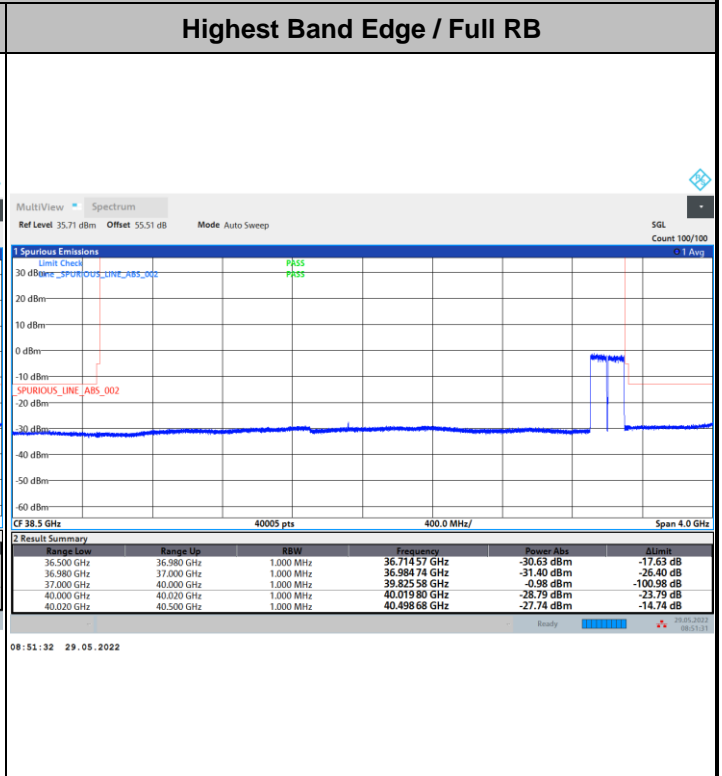 Highest Band Edge / Full RB
MultiView Spectrum
Ref Level 35.71 dBm Offset 55.51 dB Mode Auto Sweep SGL
Count 100/100
1 Spurious Emissions 1 Avg
Limit Check PASS
30 dBm Line _SPURIOUS_LINE_ABS_002 PASS
20 dBm
10 dBm
0 dBm
-10 dBm
_SPURIOUS_LINE_ABS_002
-20 dBm
-30 dBm
-40 dBm
-50 dBm
-60 dBm
CF 38.5 GHz 40005 pts 400.0 MHz/ Span 4.0 GHz
2 Result Summary
Range Low Range Up RBW Frequency Power Abs ΔLimit
36.500 GHz 36.980 GHz 1.000 MHz 36.714 57 GHz -30.63 dBm -17.63 dB
36.980 GHz 37.000 GHz 1.000 MHz 36.984 74 GHz -31.40 dBm -26.40 dB
37.000 GHz 40.000 GHz 1.000 MHz 39.825 58 GHz -0.98 dBm -100.98 dB
40.000 GHz 40.020 GHz 1.000 MHz 40.019 80 GHz -28.79 dBm -23.79 dB
40.020 GHz 40.500 GHz 1.000 MHz 40.498 68 GHz -27.74 dBm -14.74 dB
Ready 29.05.2022
08:51:31
08:51:32 29.05.2022